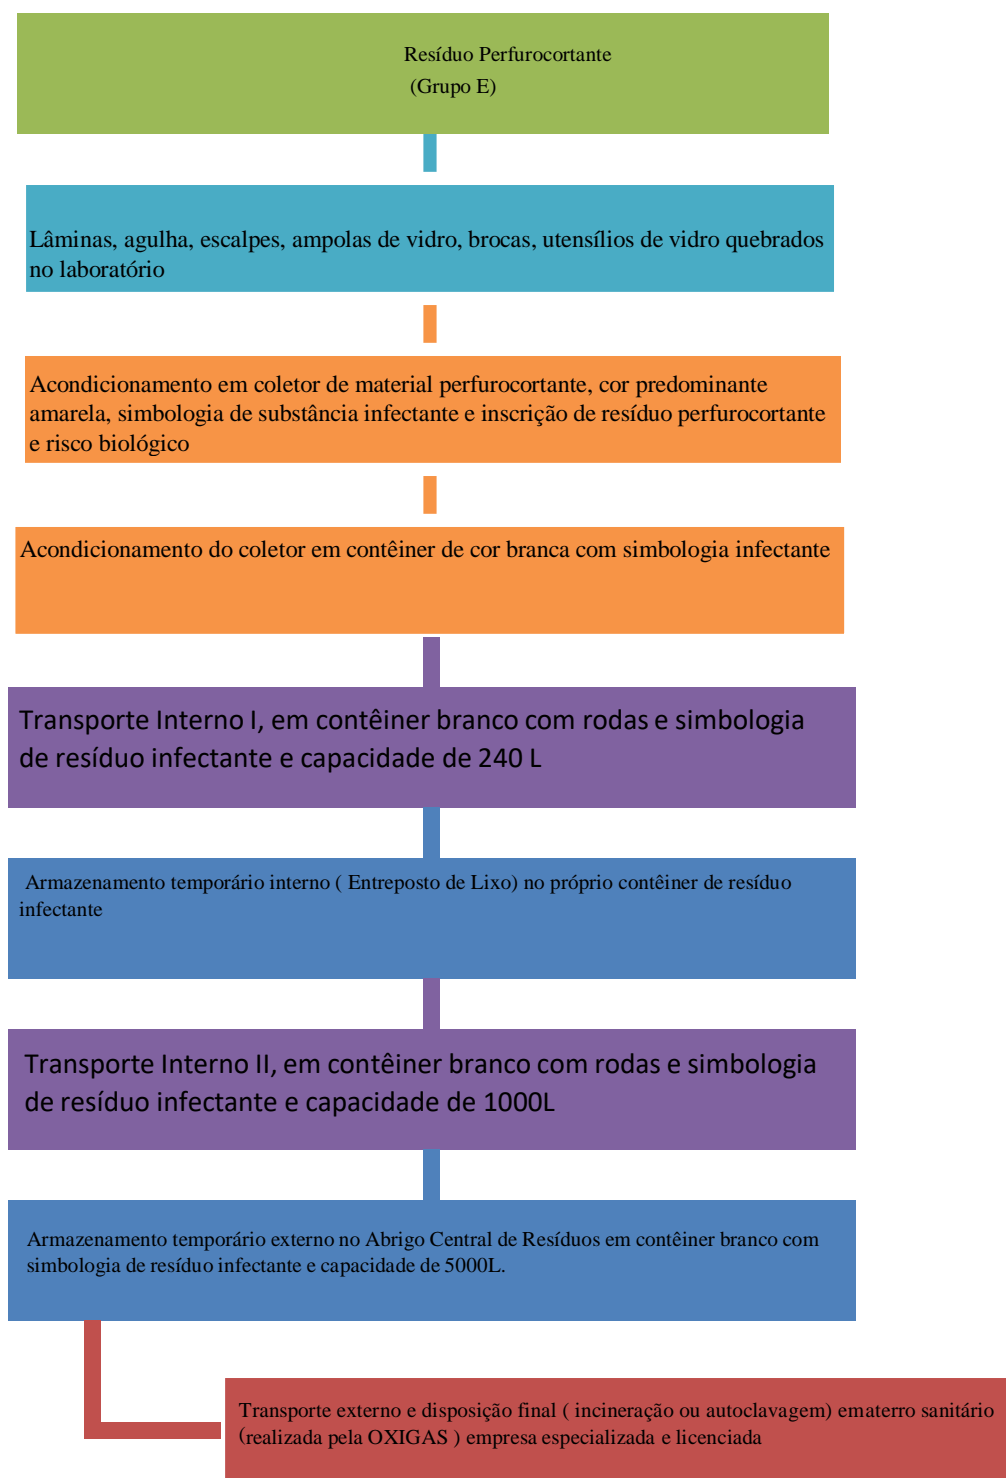 Resíduo Perfurocortante
(Grupo E)
Lâminas, agulha, escalpes, ampolas de vidro, brocas, utensílios de vidro quebrados
no laboratório
Acondicionamento em coletor de material perfurocortante, cor predominante
amarela, simbologia de substância infectante e inscrição de resíduo perfurocortante
e risco biológico
Acondicionamento do coletor em contêiner de cor branca com simbologia infectante
Transporte Interno I, em contêiner branco com rodas e simbologia
de resíduo infectante e capacidade de 240 L
Armazenamento temporário interno ( Entreposto de Lixo) no próprio contêiner de resíduo
infectante
Transporte Interno II, em contêiner branco com rodas e simbologia
de resíduo infectante e capacidade de 1000L
Armazenamento temporário externo no Abrigo Central de Resíduos em contêiner branco com
simbologia de resíduo infectante e capacidade de 5000L.
Transporte externo e disposição final ( incineração ou autoclavagem) ematerro sanitário
(realizada pela OXIGAS ) empresa especializada e licenciada